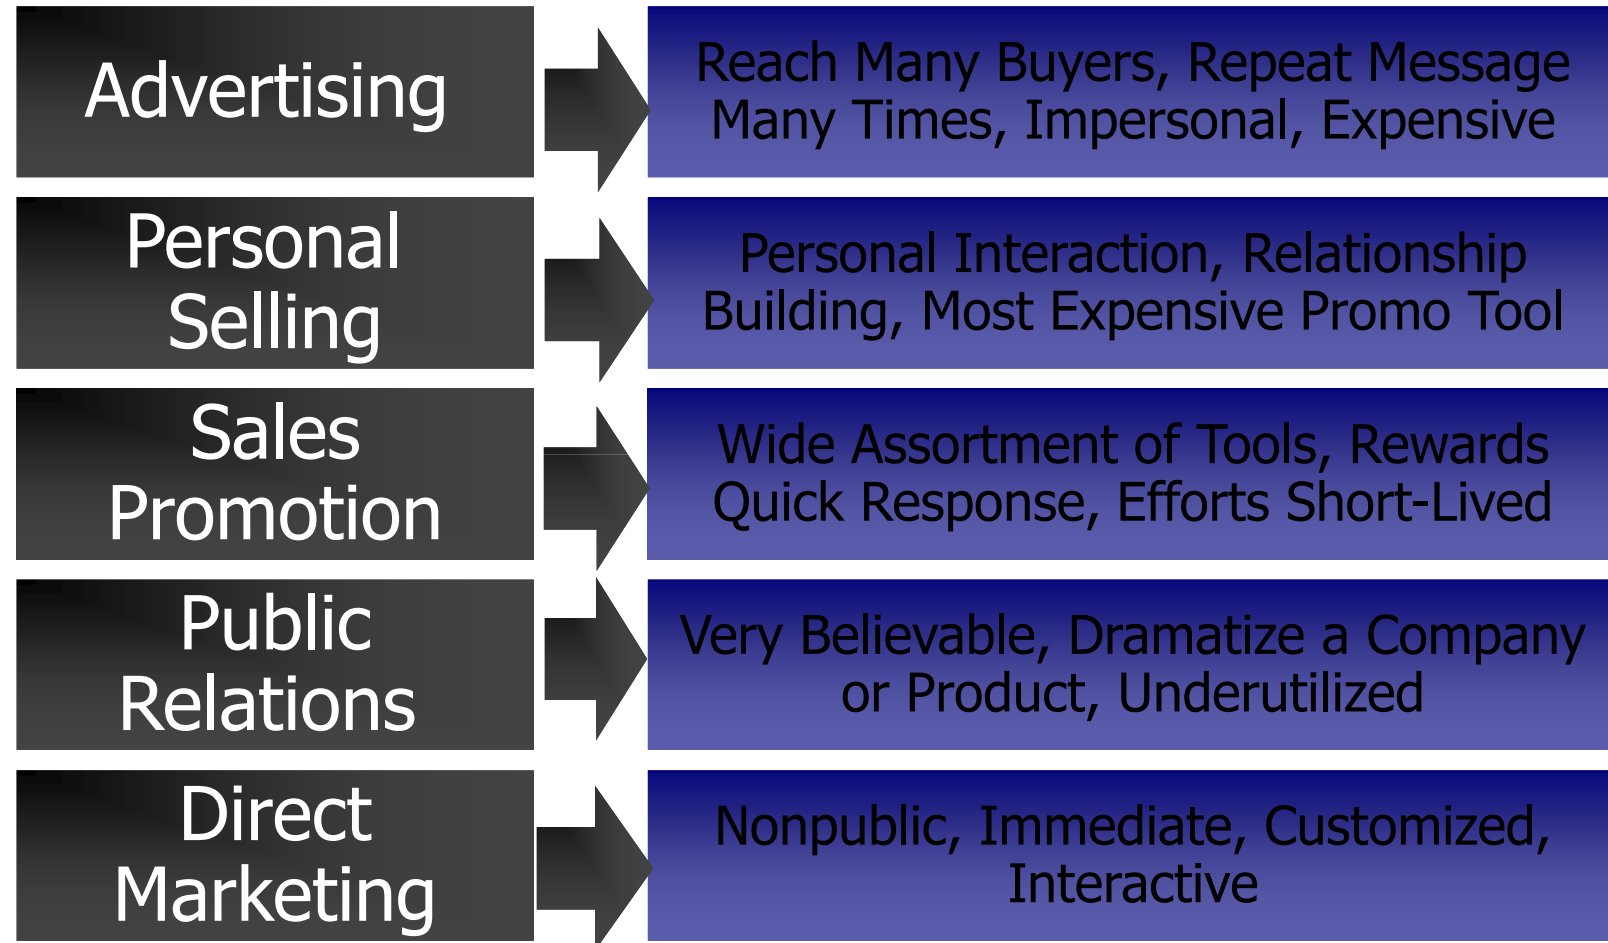 Advertising
Reach Many Buyers, Repeat Message
Many Times, Impersonal, Expensive
Personal
Selling
Personal Interaction, Relationship
Building, Most Expensive Promo Tool
Sales
Promotion
Wide Assortment of Tools, Rewards
Quick Response, Efforts Short-Lived
Public
Relations
Very Believable, Dramatize a Company
or Product, Underutilized
Direct
Marketing
Nonpublic, Immediate, Customized,
Interactive